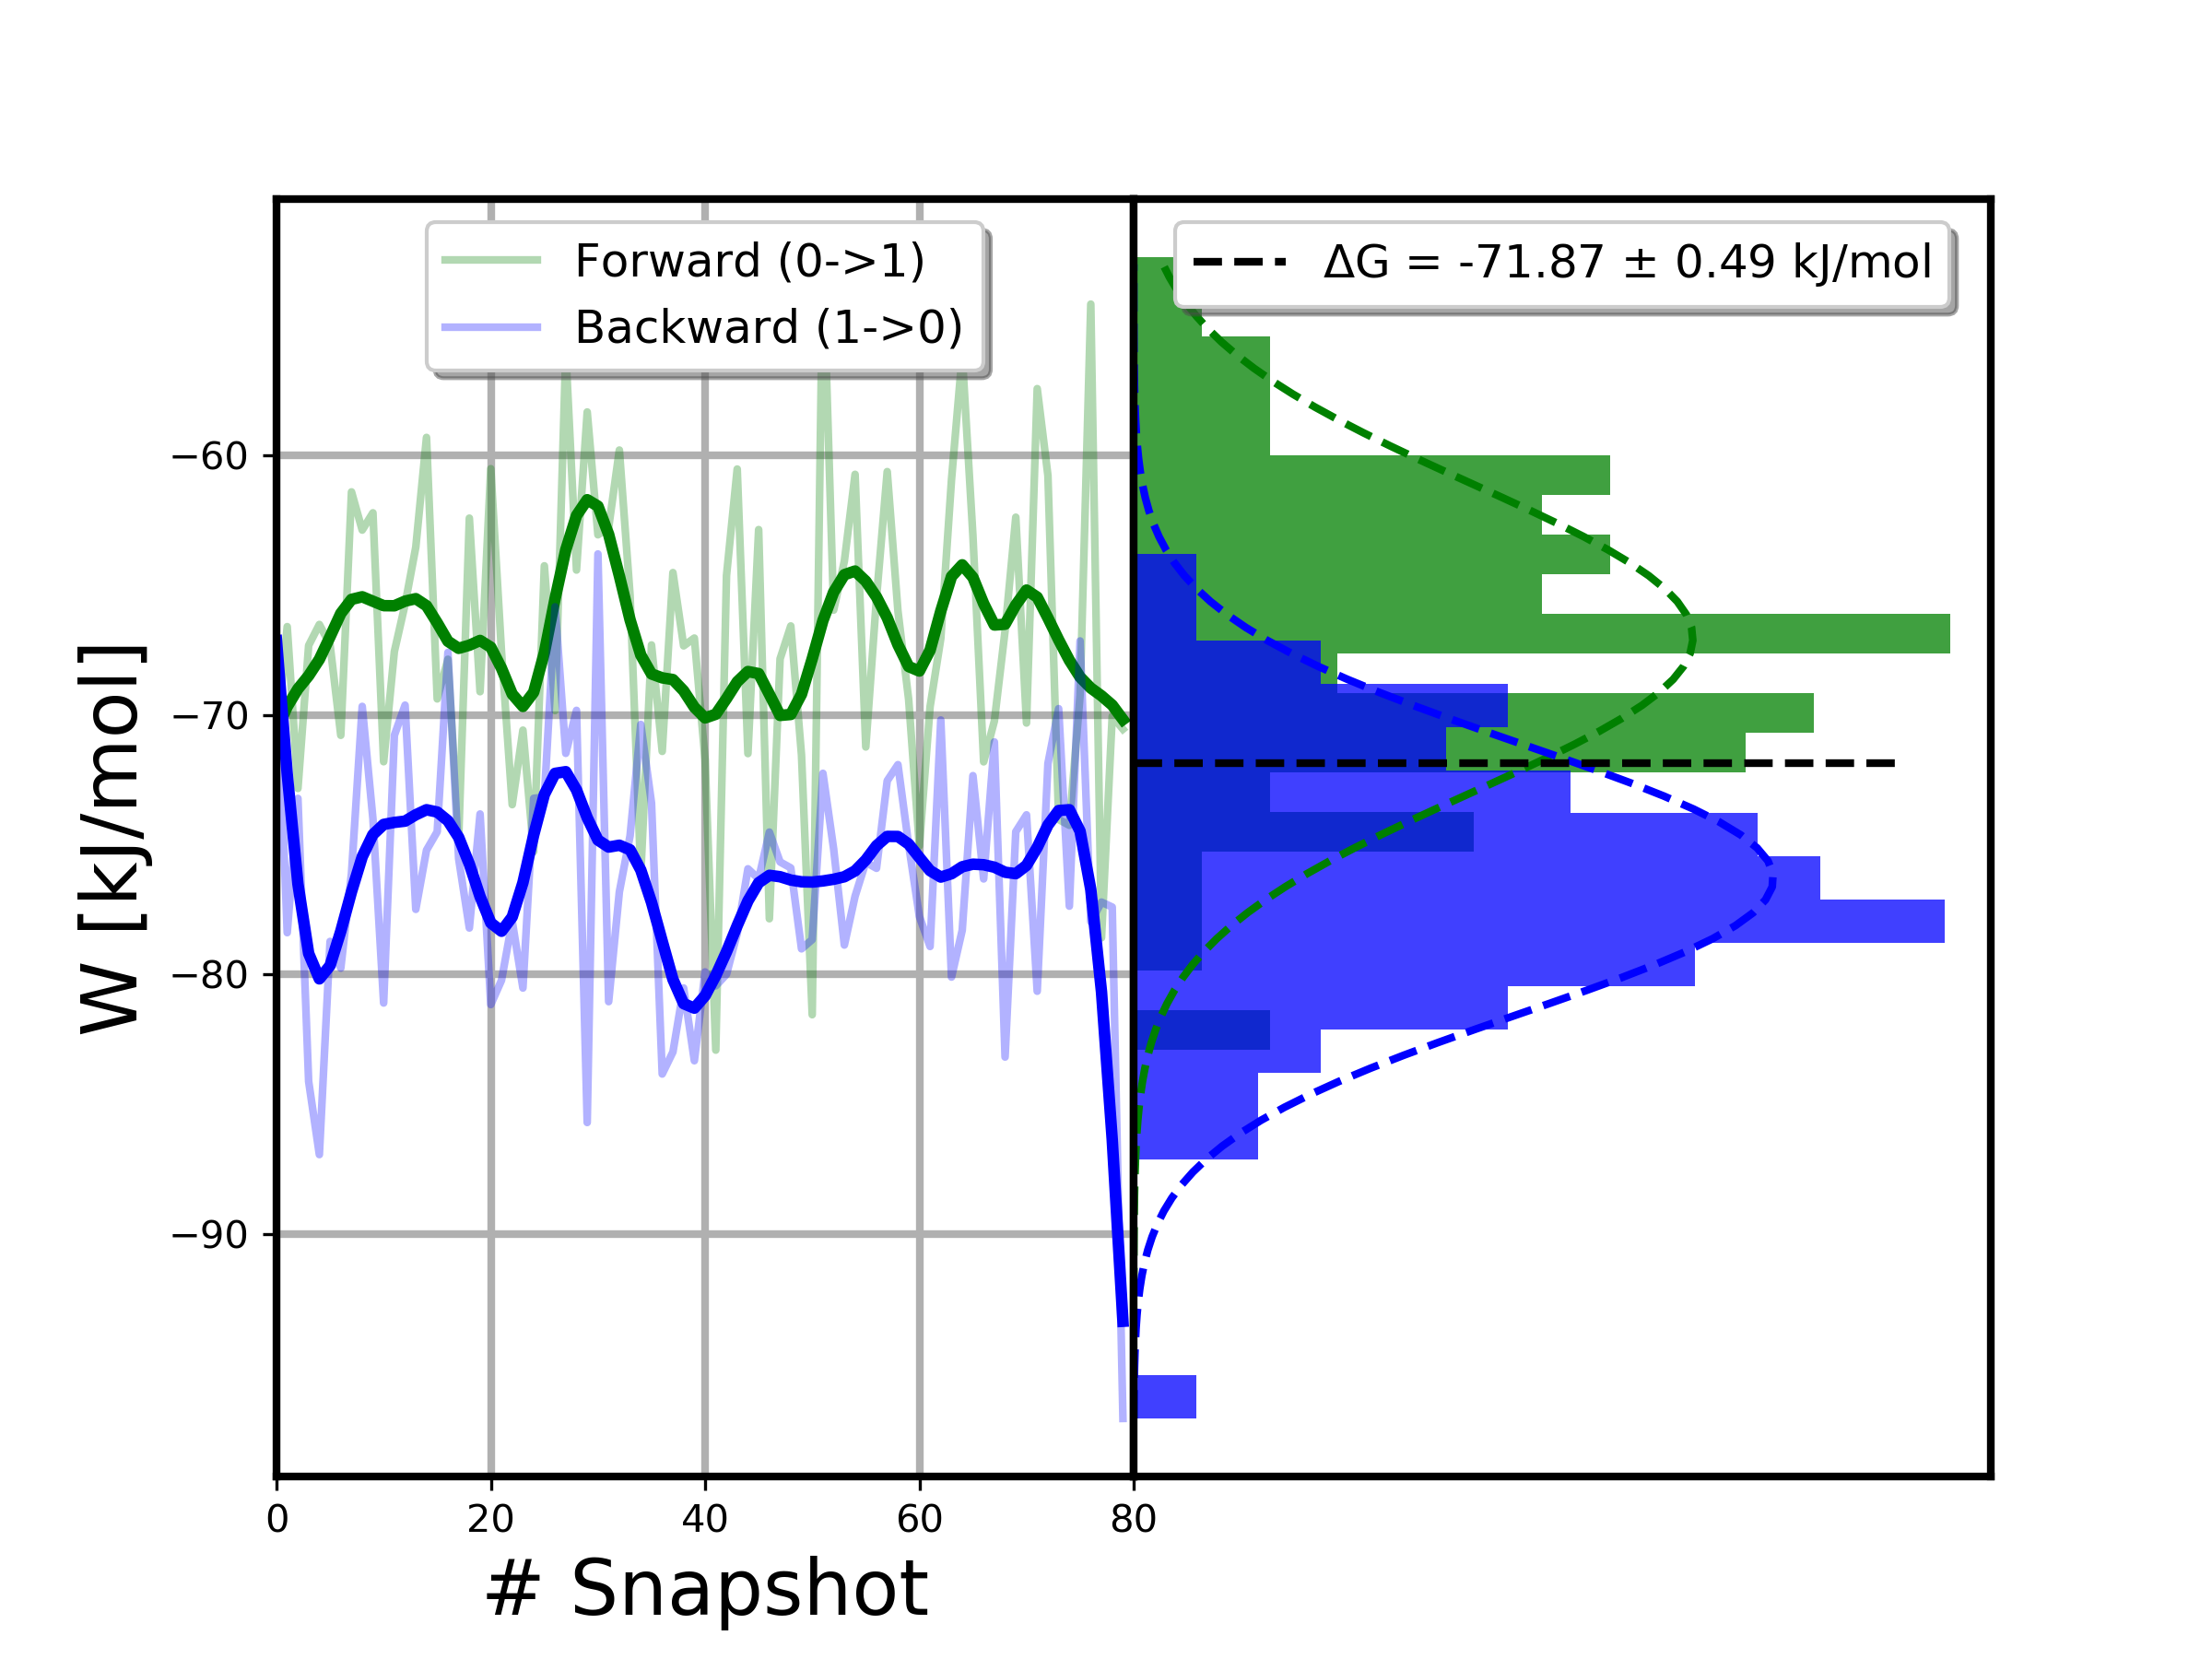 Forward (0->1)
Backward (1->0)
ΔG = -71.87 ± 0.49 kJ/mol
W [kJ/mol]
−60
−70
−80
−90
0 20 40 60 80
# Snapshot